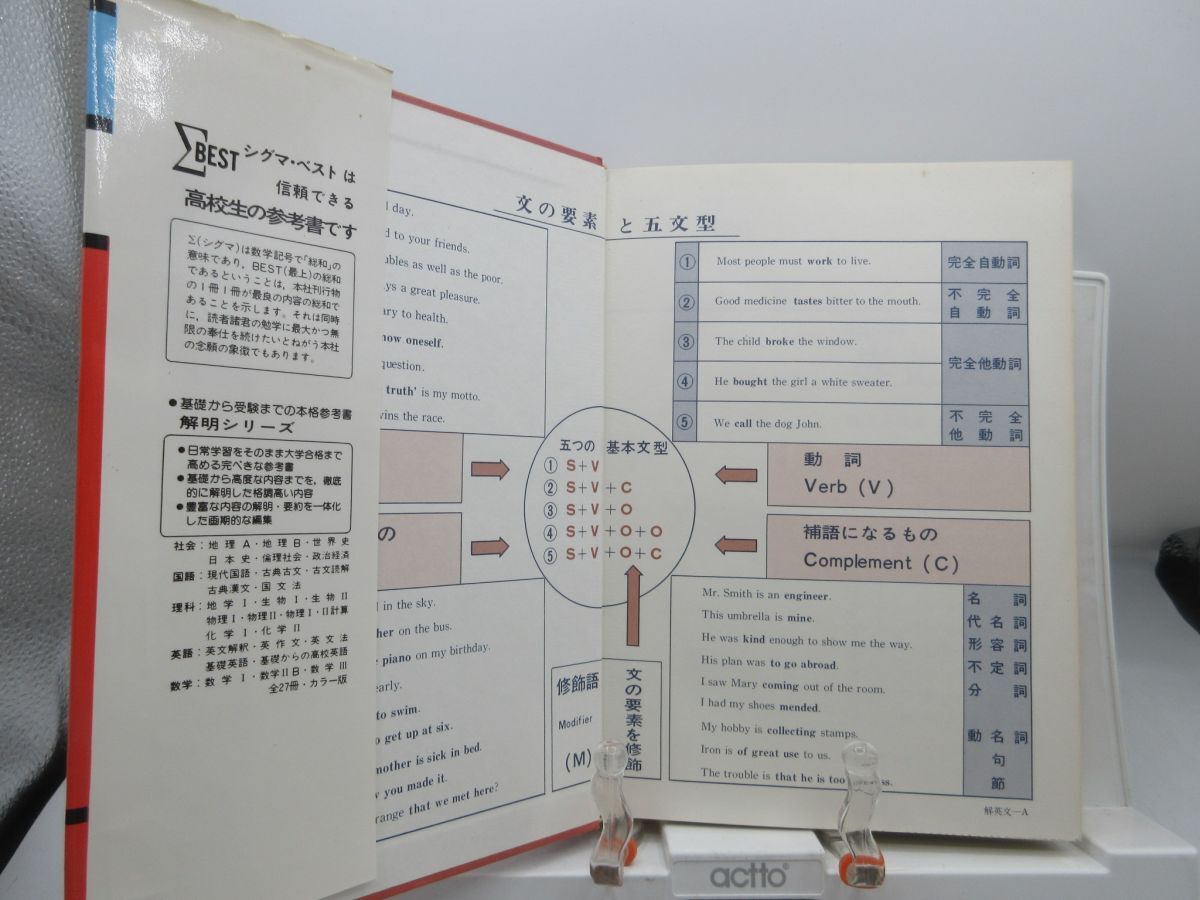 ΣBEST シグマ・ベストは
信頼できる
高校生の参考書です
Σ(シグマ)は数学記号で「総和」の
意味であり，BEST(最上)の総和
であるということは，本社刊行物
の1冊1冊が最良の内容の総和で
あることを示します。それは同時
に，読者諸君の勉学に最大かつ無
限の奉仕を続けたいとねがう本社
の念願の象徴でもあります。
●基礎から受験までの本格参考書
解明シリーズ
●日常学習をそのまま大学合格まで
高める完ぺきな参考書
●基礎から高度な内容までを，徹底
的に解明した格調高い内容
●豊富な内容の解明・要約を一体化
した画期的な編集
社会：地理A・地理B・世界史
日本史・倫理社会・政治経済
国語：現代国語・古典古文・古文読解
古典漢文・国文法
理科：地学I・生物I・生物II
物理I・物理II・物理I・II計算
化学I・化学II
英語：英文解釈・英作文・英文法
基礎英語・基礎からの高校英語
数学：数学I・数学IIB・数学III
全27冊・カラー版
文の要素と五文型
day.
to your friends.
as well as the poor.
a great pleasure.
to health.
oneself.
question.
truth' is my motto.
wins the race.
の
in the sky.
on the bus.
piano on my birthday.
to swim.
get up at six.
mother is sick in bed.
you made it.
that we met here?
五つの基本文型
① S+V
② S+V+C
③ S+V+O
④ S+V+O+O
⑤ S+V+O+C
修飾語
Modifier
(M)
文の要素を修飾
① Most people must work to live. 完全自動詞
② Good medicine tastes bitter to the mouth. 不完全自動詞
③ The child broke the window. 完全他動詞
④ He bought the girl a white sweater.
⑤ We call the dog John. 不完全他動詞
動詞
Verb (V)
補語になるもの
Complement (C)
Mr. Smith is an engineer. 名詞
This umbrella is mine. 代名詞
He was kind enough to show me the way. 形容詞
His plan was to go abroad. 不定詞
I saw Mary coming out of the room. 分詞
I had my shoes mended.
My hobby is collecting stamps. 動名詞
Iron is of great use to us. 句
The trouble is that he is too 節
解英文―A
actto